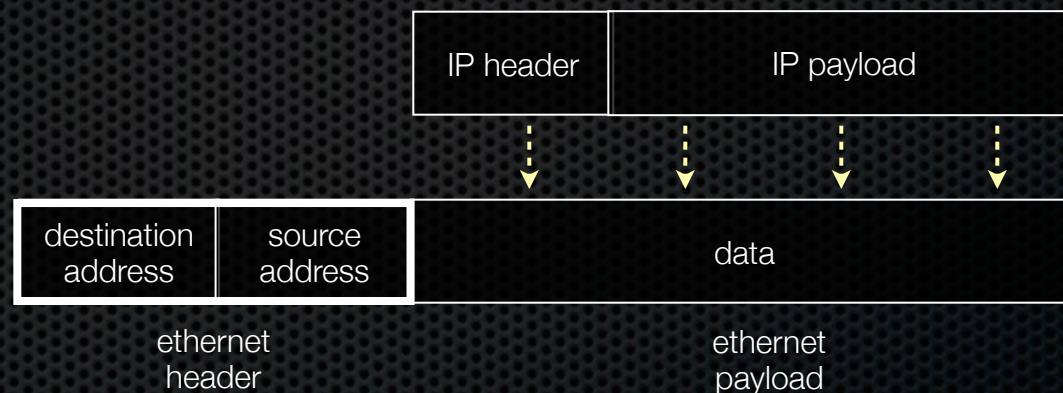 IP header
IP payload
destination
address
source
address
data
ethernet
header
ethernet
payload